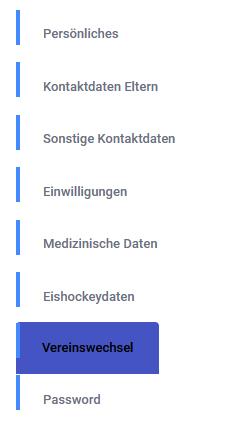 Persönliches
Kontaktdaten Eltern
Sonstige Kontaktdaten
Einwilligungen
Medizinische Daten
Eishockeydaten
Vereinswechsel
Password